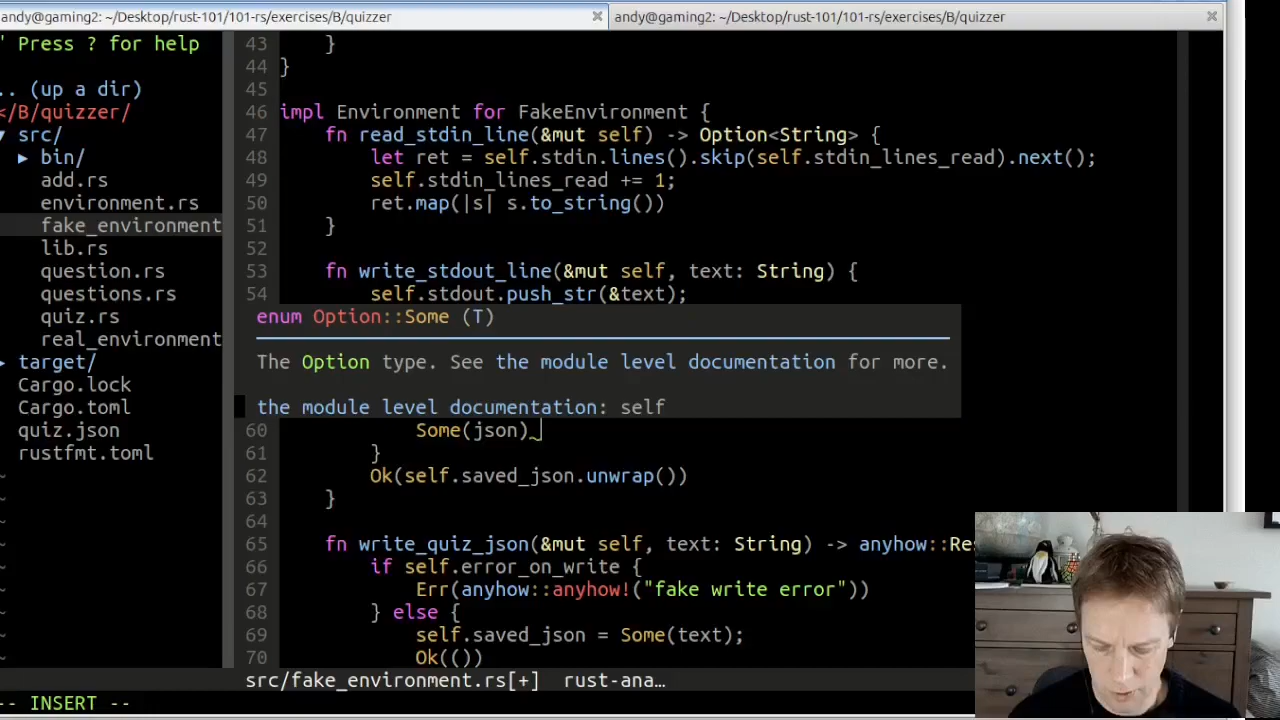 andy@gaming2: ~/Desktop/rust-101/101-rs/exercises/B/quizzer
andy@gaming2: ~/Desktop/rust-101/101-rs/exercises/B/quizzer
" Press ? for help
.. (up a dir)
</B/quizzer/
▼ src/
▶ bin/
add.rs
environment.rs
fake_environment
lib.rs
question.rs
questions.rs
quiz.rs
real_environment
▸ target/
Cargo.lock
Cargo.toml
quiz.json
rustfmt.toml
~
~
~
~
~
~
~
~
~
43 }
44 }
45
46 impl Environment for FakeEnvironment {
47 fn read_stdin_line(&mut self) -> Option<String> {
48 let ret = self.stdin.lines().skip(self.stdin_lines_read).next();
49 self.stdin_lines_read += 1;
50 ret.map(|s| s.to_string())
51 }
52
53 fn write_stdout_line(&mut self, text: String) {
54 self.stdout.push_str(&text);
enum Option::Some (T)
The Option type. See the module level documentation for more.
the module level documentation: self
60 Some(json)
61 }
62 Ok(self.saved_json.unwrap())
63 }
64
65 fn write_quiz_json(&mut self, text: String) -> anyhow::Res
66 if self.error_on_write {
67 Err(anyhow::anyhow!("fake write error"))
68 } else {
69 self.saved_json = Some(text);
70 Ok(())
src/fake_environment.rs[+] rust-ana…
-- INSERT --